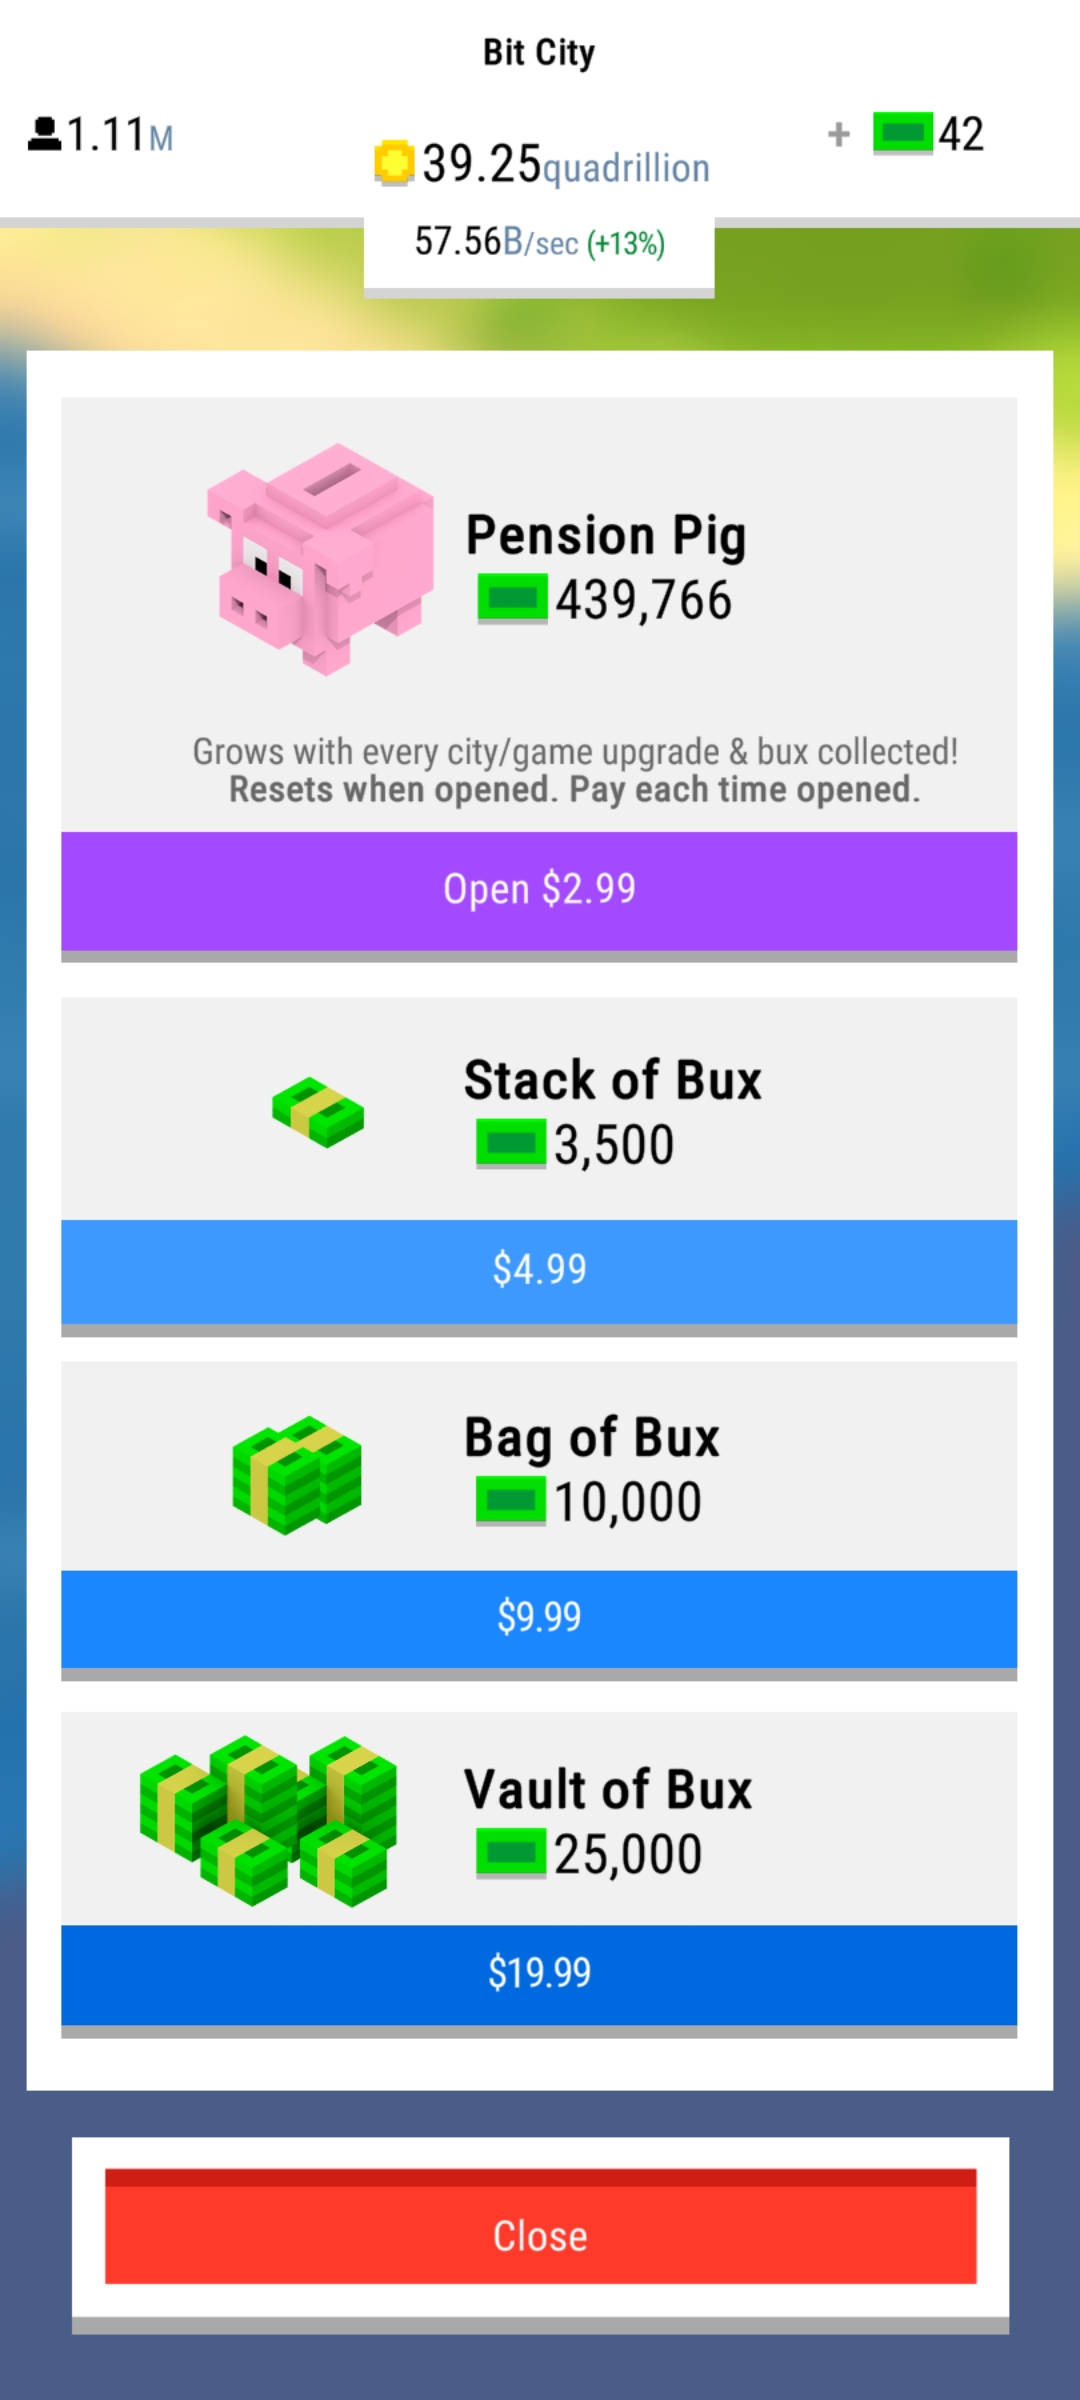 Bit City
1.11M
39.25quadrillion
+ 42
57.56B/sec (+13%)
Pension Pig
439,766
Grows with every city/game upgrade & bux collected!
Resets when opened. Pay each time opened.
Open $2.99
Stack of Bux
3,500
$4.99
Bag of Bux
10,000
$9.99
Vault of Bux
25,000
$19.99
Close